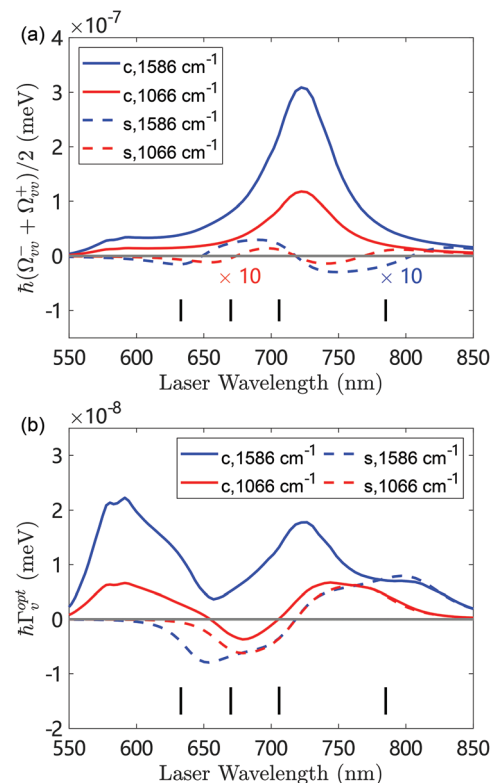 (a)
×10⁻⁷
ħ(Ω⁻ᵥᵥ + Ω⁺ᵥᵥ)/2 (meV)
4
3
2
1
0
-1
c,1586 cm⁻¹
c,1066 cm⁻¹
s,1586 cm⁻¹
s,1066 cm⁻¹
× 10
× 10
550 600 650 700 750 800 850
Laser Wavelength (nm)
(b)
×10⁻⁸
ħΓᵥᵒᵖᵗ (meV)
3
2
1
0
-1
-2
c,1586 cm⁻¹ s,1586 cm⁻¹
c,1066 cm⁻¹ s,1066 cm⁻¹
550 600 650 700 750 800 850
Laser Wavelength (nm)